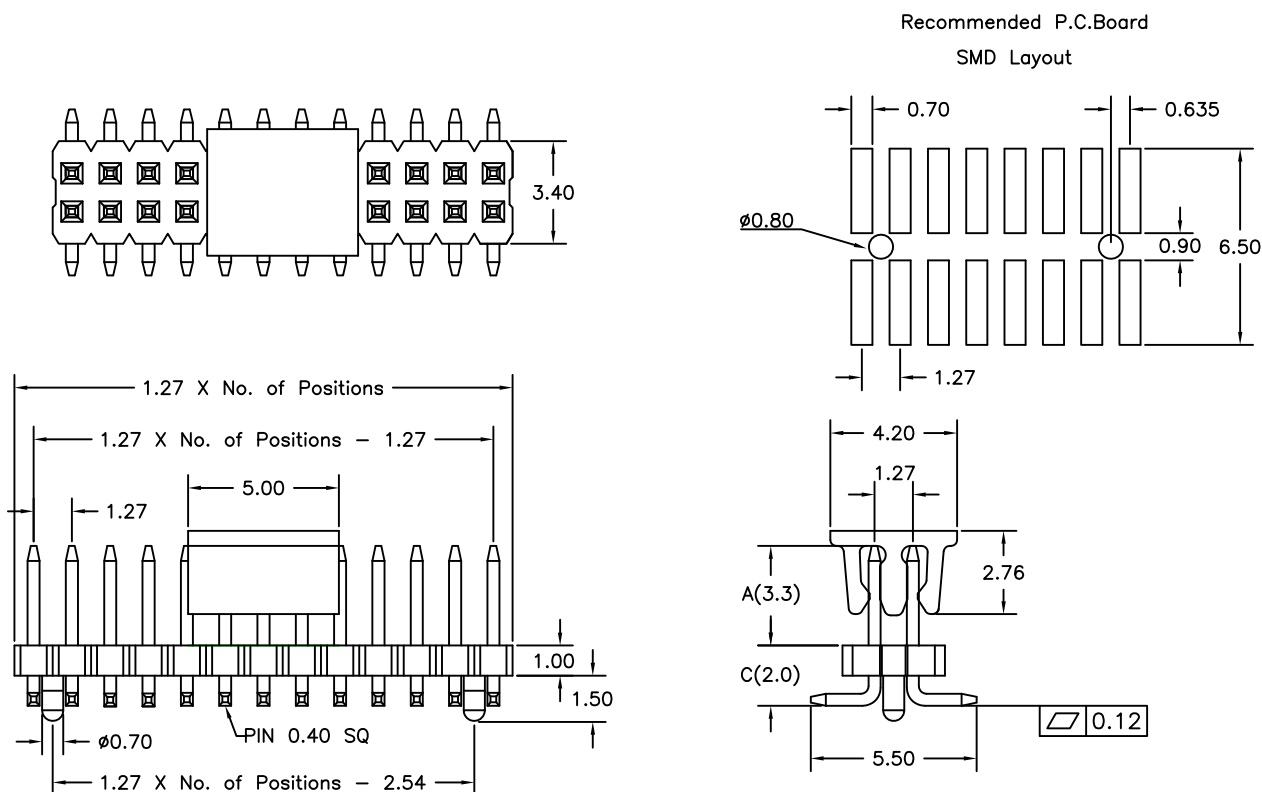 Recommended P.C.Board
SMD Layout
0.70
0.635
3.40
ø0.80
0.90
6.50
1.27
1.27 X No. of Positions
1.27 X No. of Positions - 1.27
5.00
1.27
4.20
1.27
A(3.3)
2.76
1.00
C(2.0)
1.50
PIN 0.40 SQ
ø0.70
0.12
5.50
1.27 X No. of Positions - 2.54